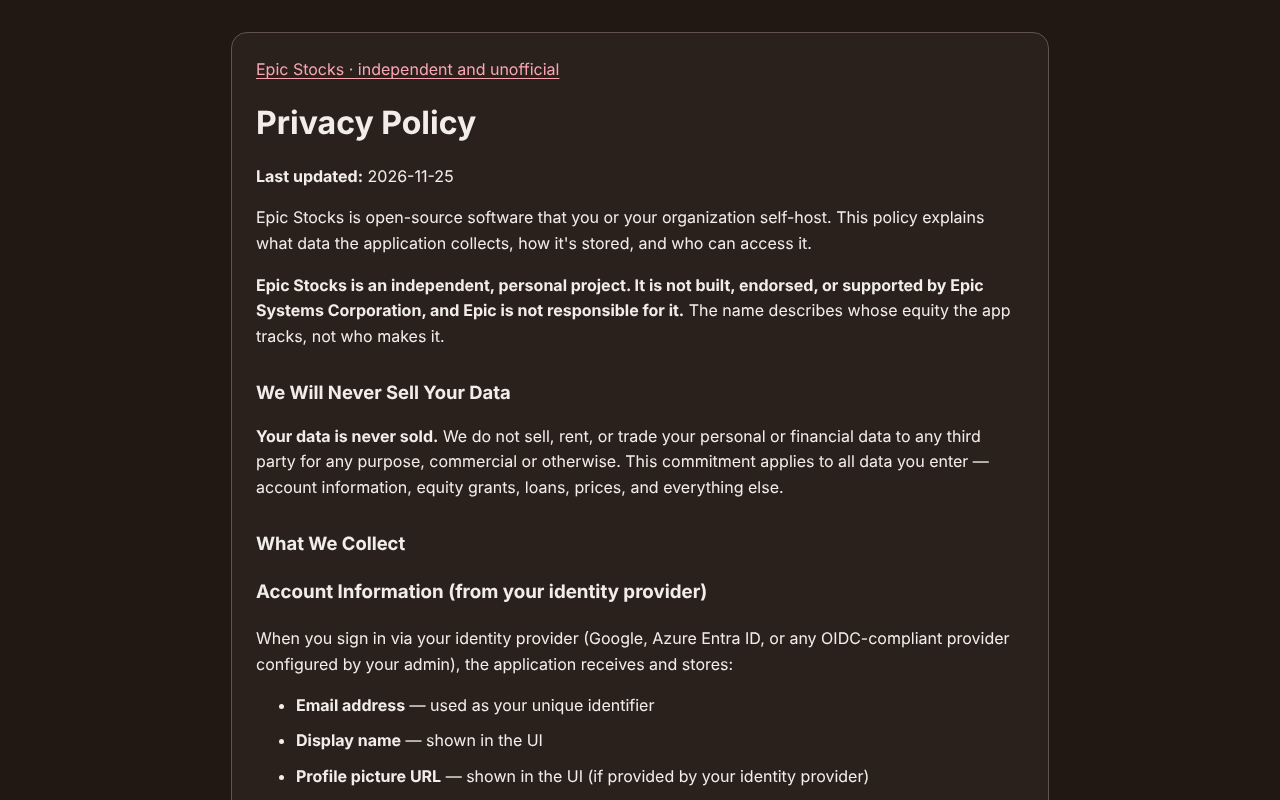 Epic Stocks · independent and unofficial
Privacy Policy
Last updated: 2026-11-25
Epic Stocks is open-source software that you or your organization self-host. This policy explains
what data the application collects, how it's stored, and who can access it.
Epic Stocks is an independent, personal project. It is not built, endorsed, or supported by Epic
Systems Corporation, and Epic is not responsible for it. The name describes whose equity the app
tracks, not who makes it.
We Will Never Sell Your Data
Your data is never sold. We do not sell, rent, or trade your personal or financial data to any third
party for any purpose, commercial or otherwise. This commitment applies to all data you enter —
account information, equity grants, loans, prices, and everything else.
What We Collect
Account Information (from your identity provider)
When you sign in via your identity provider (Google, Azure Entra ID, or any OIDC-compliant provider
configured by your admin), the application receives and stores:
• Email address — used as your unique identifier
• Display name — shown in the UI
• Profile picture URL — shown in the UI (if provided by your identity provider)